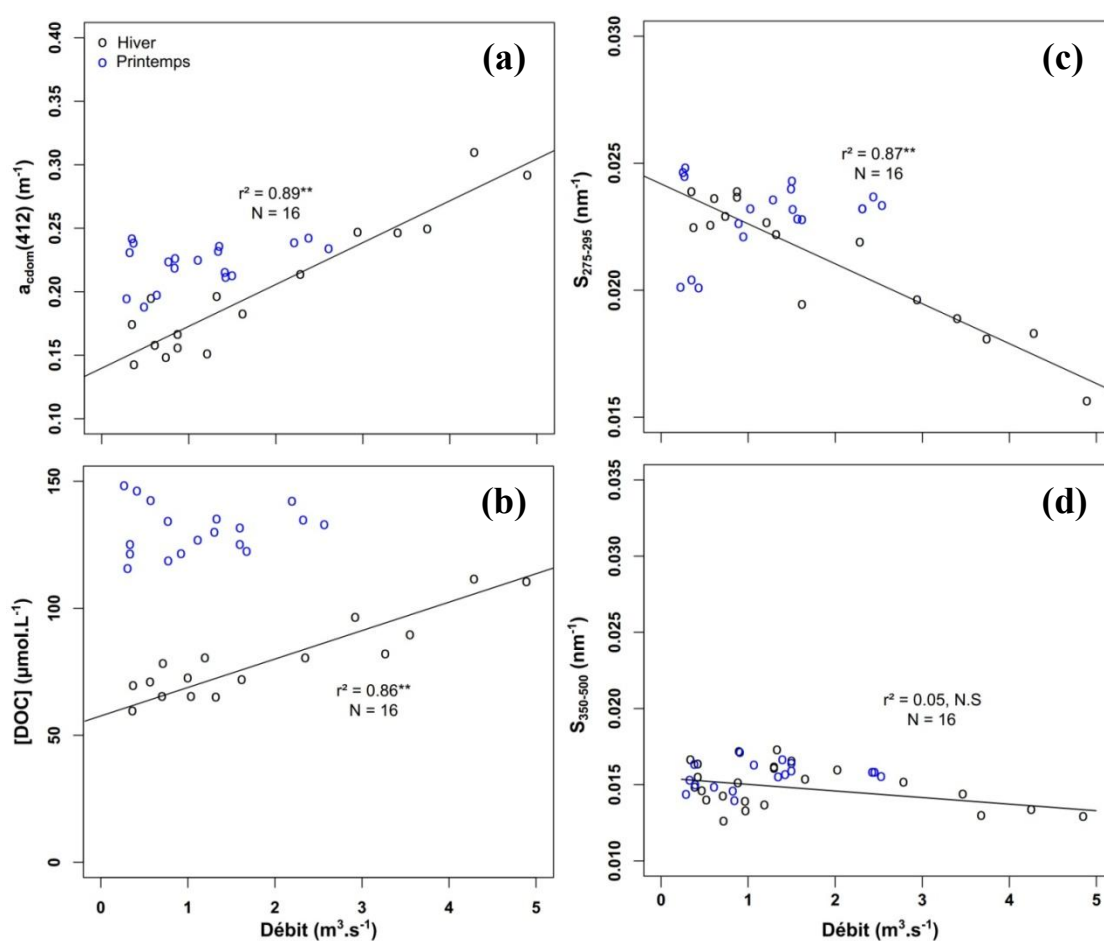 (a)
o Hiver
o Printemps
r² = 0.89**
N = 16
0.40
0.35
0.30
0.25
0.20
0.15
0.10
a_cdom(412) (m⁻¹)
(c)
r² = 0.87**
N = 16
0.030
0.025
0.020
0.015
S₂₇₅₋₂₉₅ (nm⁻¹)
(b)
r² = 0.86**
N = 16
150
100
50
0
[DOC] (µmol.L⁻¹)
0 1 2 3 4 5
Débit (m³.s⁻¹)
(d)
r² = 0.05, N.S
N = 16
0.035
0.030
0.025
0.020
0.015
0.010
S₃₅₀₋₅₀₀ (nm⁻¹)
0 1 2 3 4 5
Débit (m³.s⁻¹)